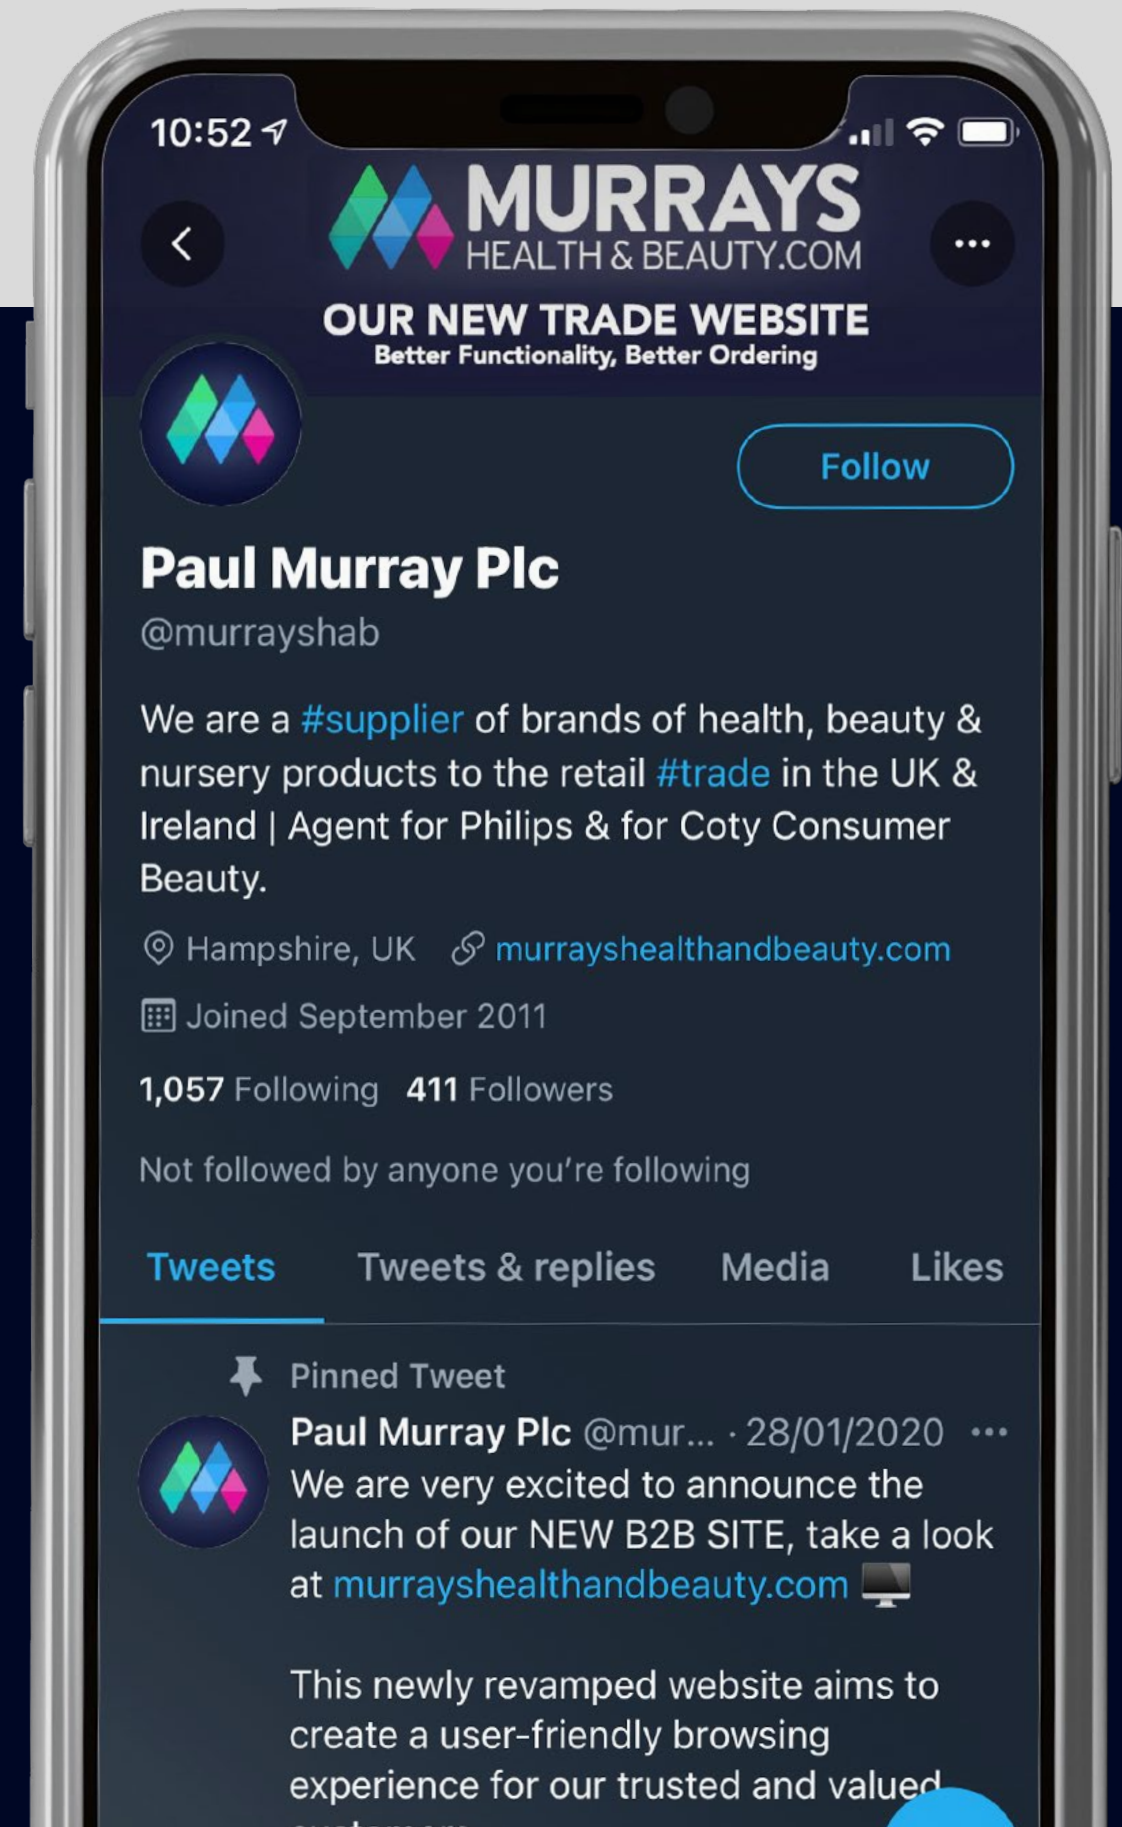 10:52
MURRAYS
HEALTH & BEAUTY.COM
OUR NEW TRADE WEBSITE
Better Functionality, Better Ordering
Follow
Paul Murray Plc
@murrayshab
We are a #supplier of brands of health, beauty &
nursery products to the retail #trade in the UK &
Ireland | Agent for Philips & for Coty Consumer
Beauty.
Hampshire, UK murrayshealthandbeauty.com
Joined September 2011
1,057 Following 411 Followers
Not followed by anyone you're following
Tweets Tweets & replies Media Likes
Pinned Tweet
Paul Murray Plc @mur... · 28/01/2020
We are very excited to announce the
launch of our NEW B2B SITE, take a look
at murrayshealthandbeauty.com
This newly revamped website aims to
create a user-friendly browsing
experience for our trusted and valued